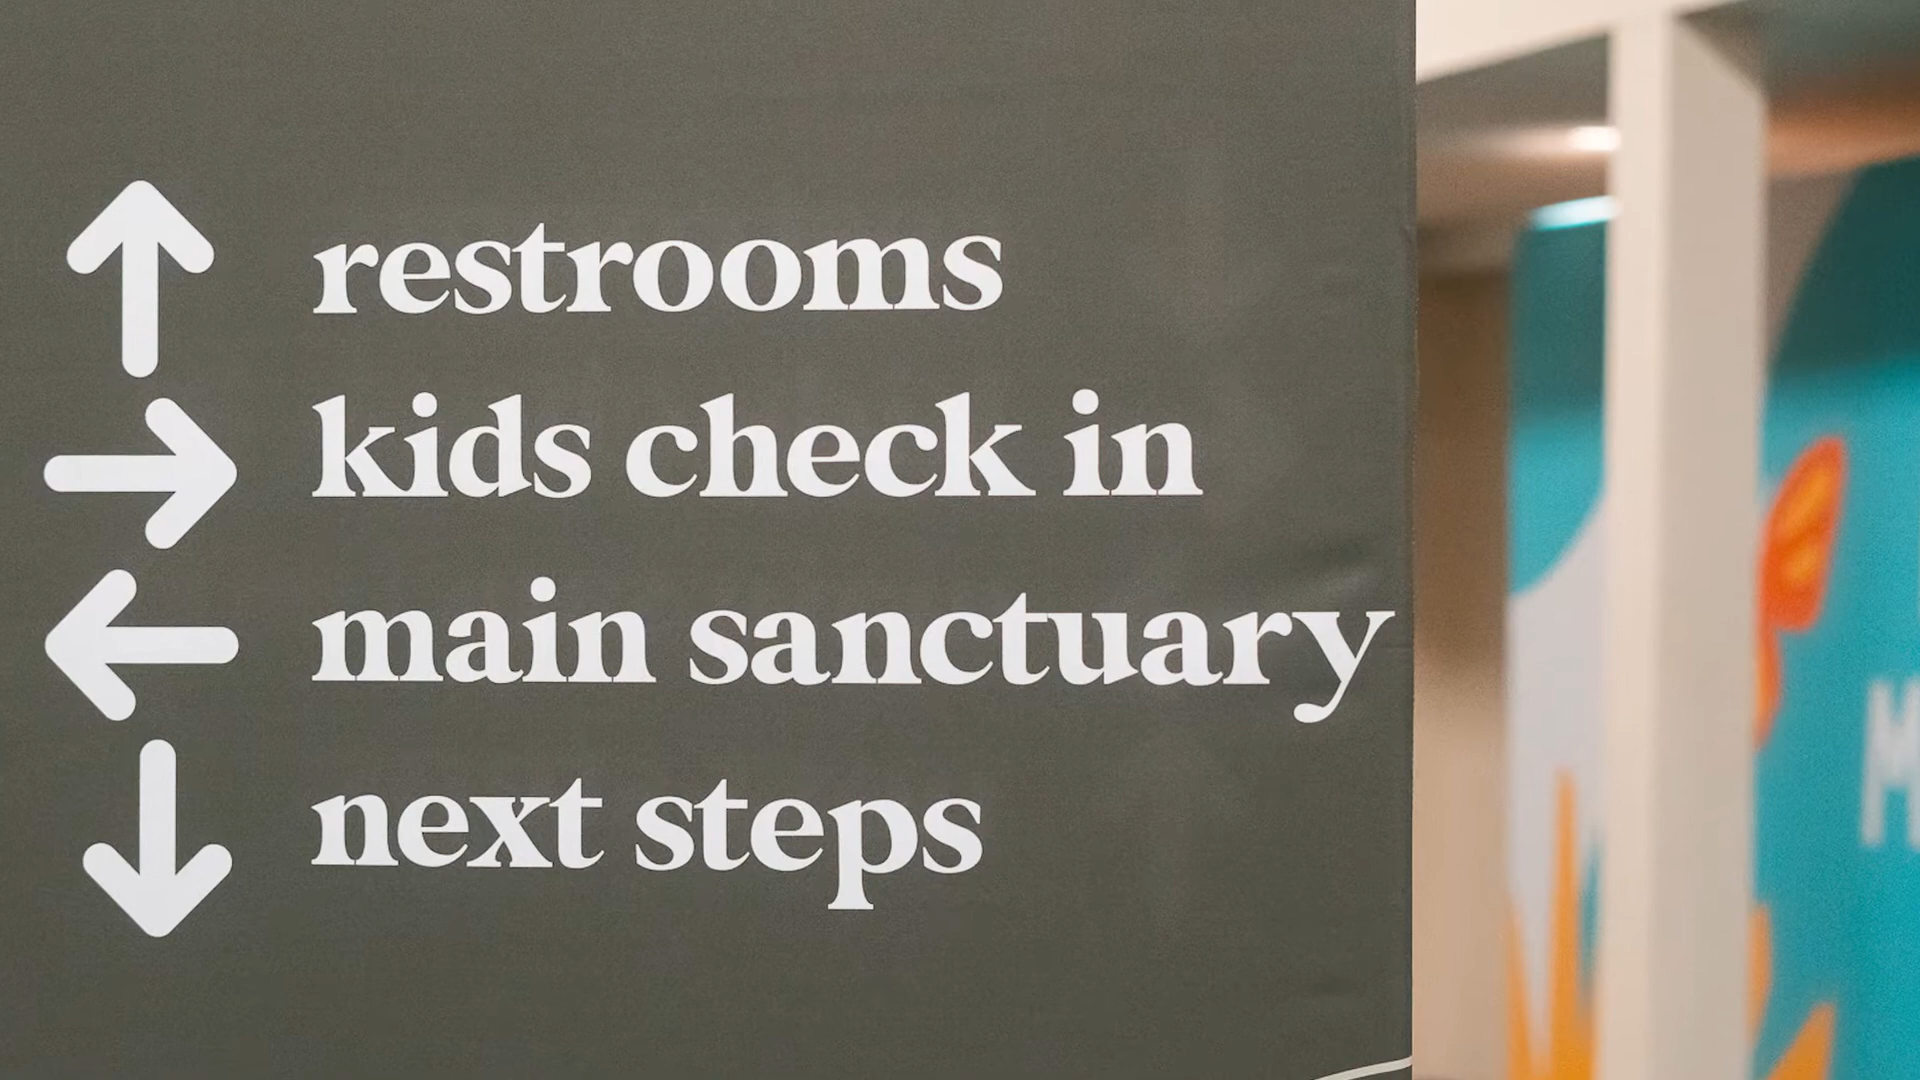 restrooms
kids check in
main sanctuary
next steps